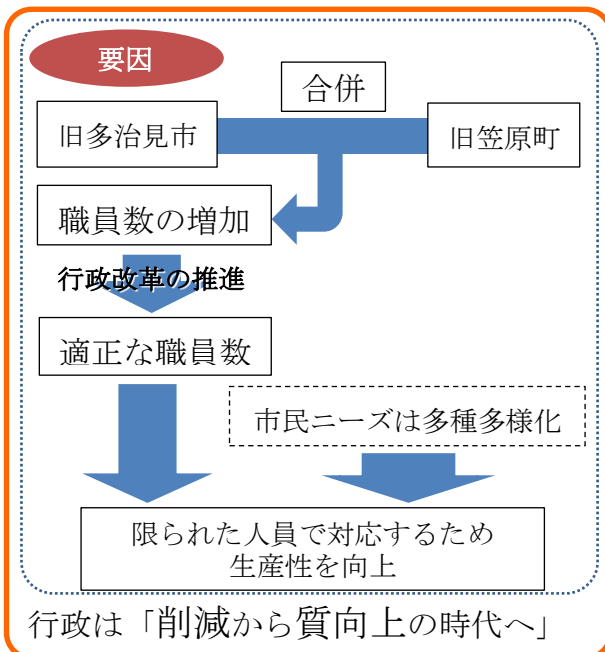 要因
合併
旧多治見市
旧笠原町
職員数の増加
行政改革の推進
適正な職員数
市民ニーズは多種多様化
限られた人員で対応するため
生産性を向上
行政は「削減から質向上の時代へ」